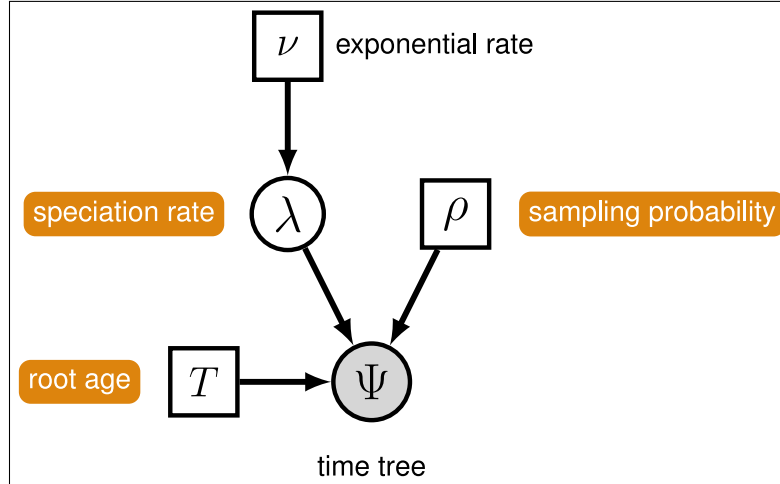 ν exponential rate
speciation rate λ ρ sampling probability
root age T Ψ
time tree